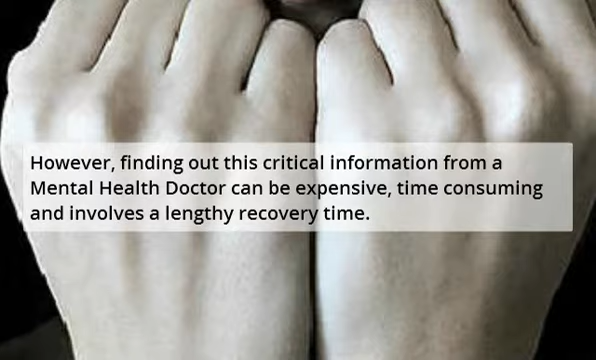 However, finding out this critical information from a
Mental Health Doctor can be expensive, time consuming
and involves a lengthy recovery time.